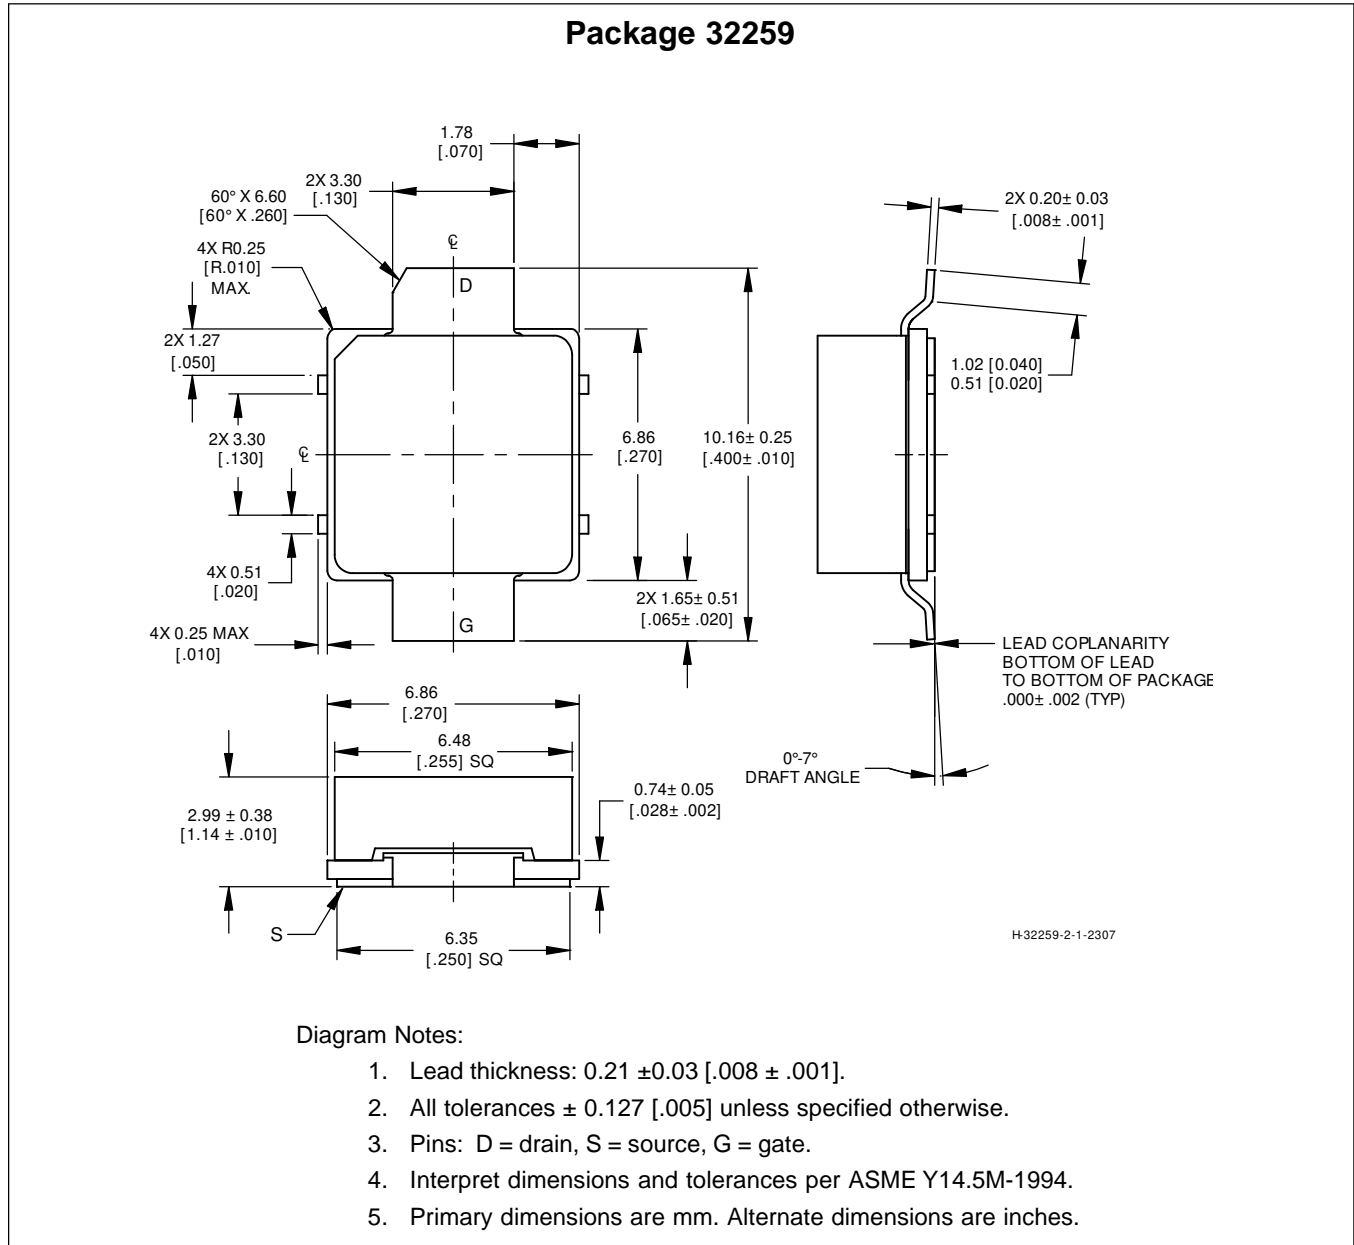 Package 32259
1.78
[.070]
2X 3.30
[.130]
60° X 6.60
[60° X .260]
4X R0.25
[R.010]
MAX.
2X 1.27
[.050]
2X 3.30
[.130]
4X 0.51
[.020]
4X 0.25 MAX
[.010]
℄
℄
D
G
6.86
[.270]
10.16± 0.25
[.400± .010]
2X 1.65± 0.51
[.065± .020]
2X 0.20± 0.03
[.008± .001]
1.02 [0.040]
0.51 [0.020]
LEAD COPLANARITY
BOTTOM OF LEAD
TO BOTTOM OF PACKAGE
.000± .002 (TYP)
0°-7°
DRAFT ANGLE
6.86
[.270]
6.48
[.255] SQ
2.99 ± 0.38
[1.14 ± .010]
0.74± 0.05
[.028± .002]
S
6.35
[.250] SQ
H-32259-2-1-2307
Diagram Notes:
1. Lead thickness: 0.21 ±0.03 [.008 ± .001].
2. All tolerances ± 0.127 [.005] unless specified otherwise.
3. Pins: D = drain, S = source, G = gate.
4. Interpret dimensions and tolerances per ASME Y14.5M-1994.
5. Primary dimensions are mm. Alternate dimensions are inches.